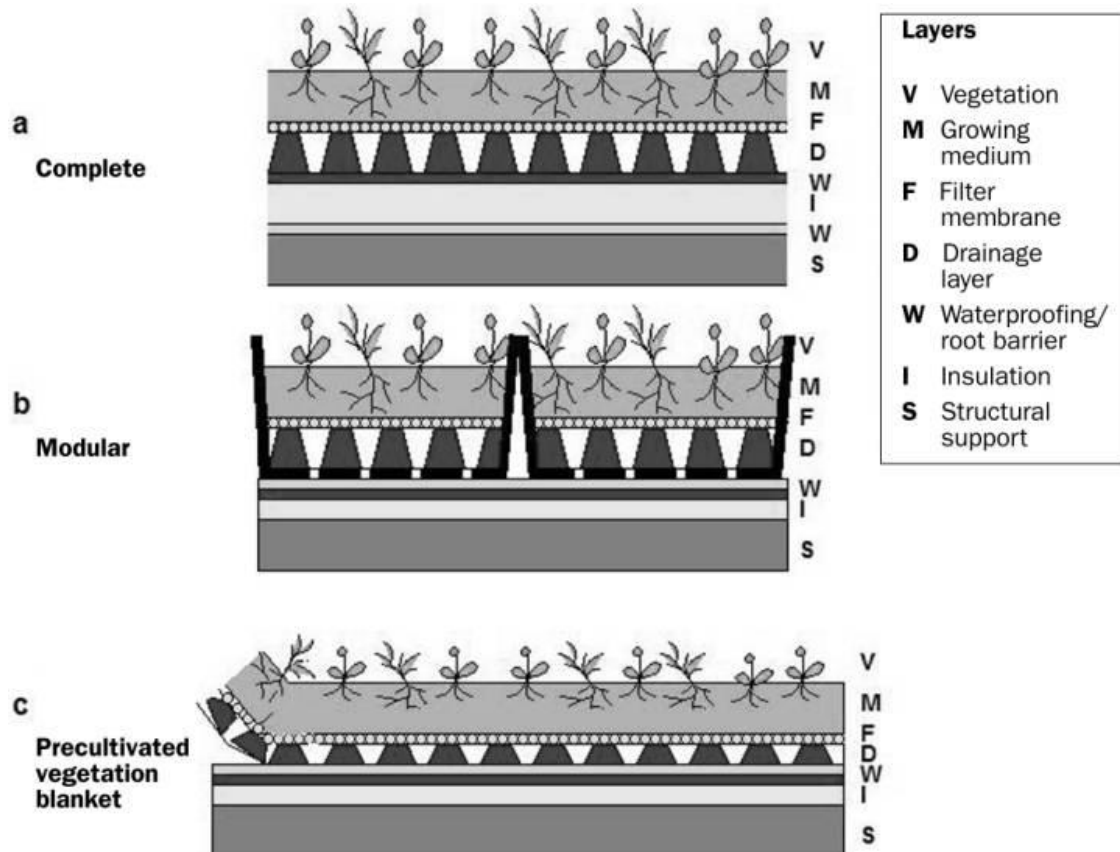 a
Complete
V
M
F
D
W
I
W
S
b
Modular
V
M
F
D
W
I
S
c
Precultivated
vegetation
blanket
V
M
F
D
W
I
S
Layers
V Vegetation
M Growing
medium
F Filter
membrane
D Drainage
layer
W Waterproofing/
root barrier
I Insulation
S Structural
support